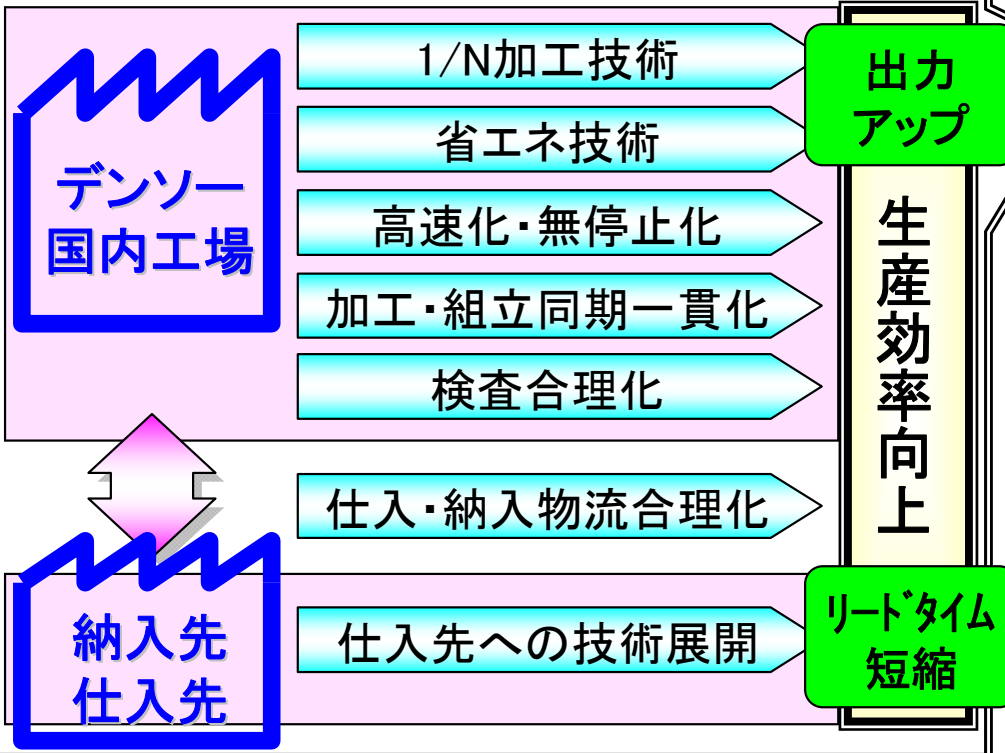 デンソー
国内工場
1/N加工技術
省エネ技術
高速化・無停止化
加工・組立同期一貫化
検査合理化
仕入・納入物流合理化
納入先
仕入先
仕入先への技術展開
出力
アップ
生産効率向上
リードタイム
短縮